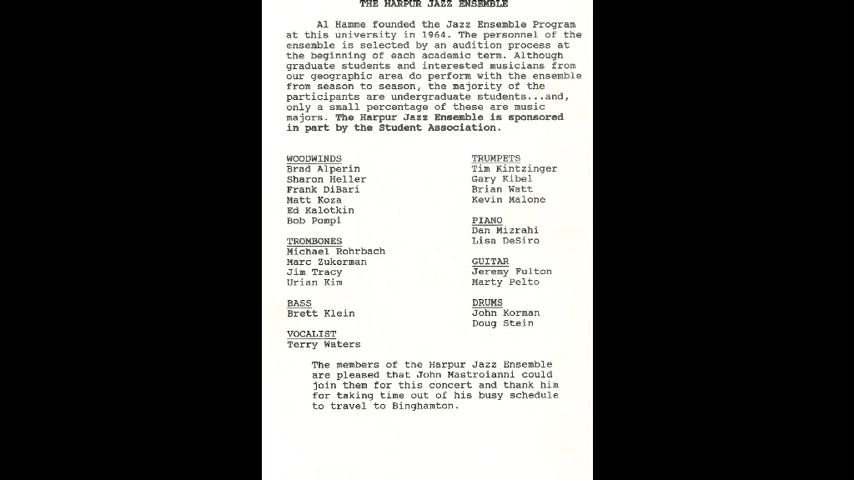 THE HARPUR JAZZ ENSEMBLE
Al Hamme founded the Jazz Ensemble Program
at this university in 1964. The personnel of the
ensemble is selected by an audition process at
the beginning of each academic term. Although
graduate students and interested musicians from
our geographic area do perform with the ensemble
from season to season, the majority of the
participants are undergraduate students...and,
only a small percentage of these are music
majors. The Harpur Jazz Ensemble is sponsored
in part by the Student Association.
WOODWINDS
Brad Alperin
Sharon Heller
Frank DiBari
Matt Koza
Ed Kalotkin
Bob Pompi
TROMBONES
Michael Rohrbach
Marc Zukerman
Jim Tracy
Urian Kim
BASS
Brett Klein
VOCALIST
Terry Waters
TRUMPETS
Tim Kintzinger
Gary Kibel
Brian Watt
Kevin Malone
PIANO
Dan Mizrahi
Lisa DeSiro
GUITAR
Jeremy Fulton
Marty Pelto
DRUMS
John Korman
Doug Stein
The members of the Harpur Jazz Ensemble
are pleased that John Mastroianni could
join them for this concert and thank him
for taking time out of his busy schedule
to travel to Binghamton.